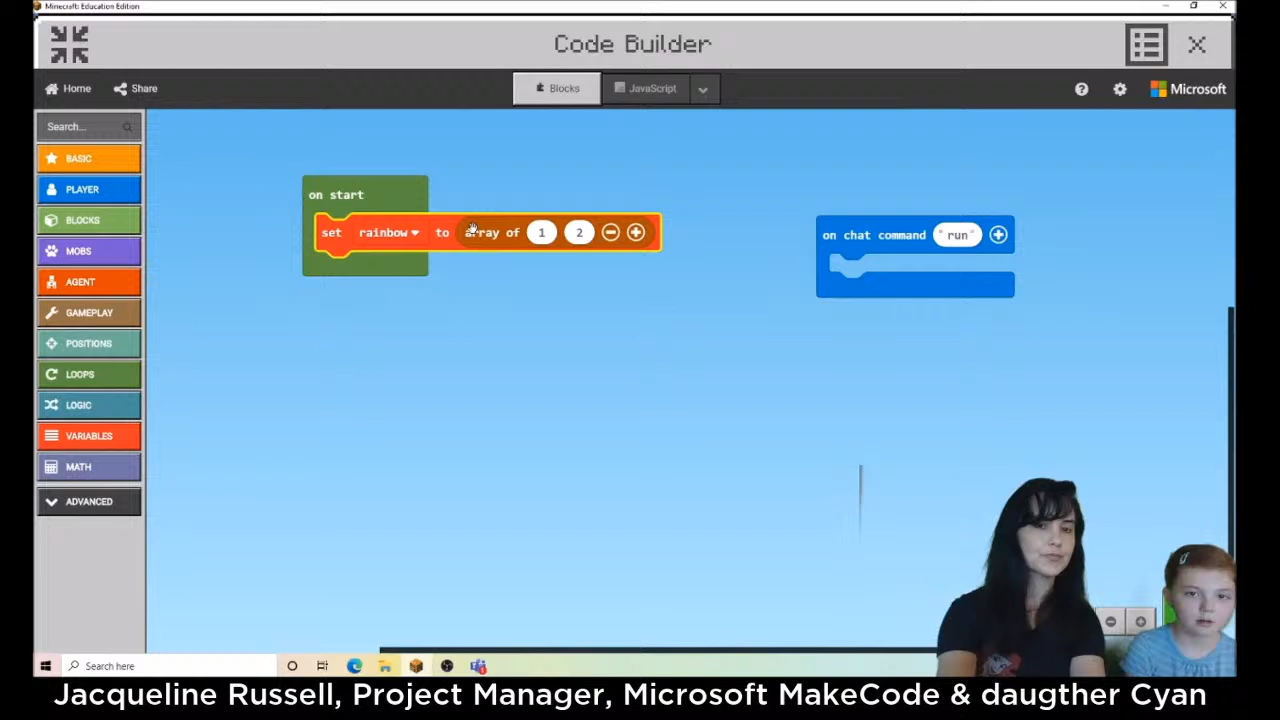 Minecraft: Education Edition
Code Builder
Home
Share
Blocks
JavaScript
Microsoft
Search...
BASIC
PLAYER
BLOCKS
MOBS
AGENT
GAMEPLAY
POSITIONS
LOOPS
LOGIC
VARIABLES
MATH
ADVANCED
on start
set rainbow to array of 1 2
on chat command "run"
Search here
Jacqueline Russell, Project Manager, Microsoft MakeCode & daugther Cyan